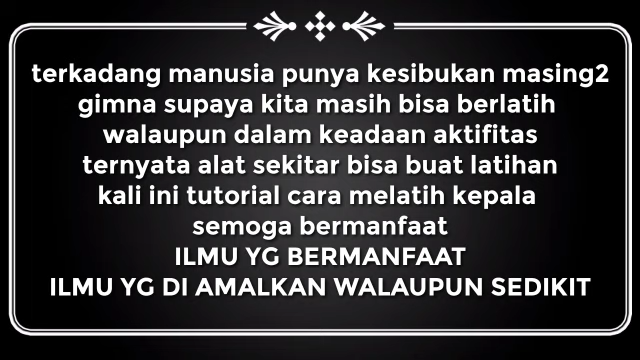 terkadang manusia punya kesibukan masing2
gimna supaya kita masih bisa berlatih
walaupun dalam keadaan aktifitas
ternyata alat sekitar bisa buat latihan
kali ini tutorial cara melatih kepala
semoga bermanfaat
ILMU YG BERMANFAAT
ILMU YG DI AMALKAN WALAUPUN SEDIKIT